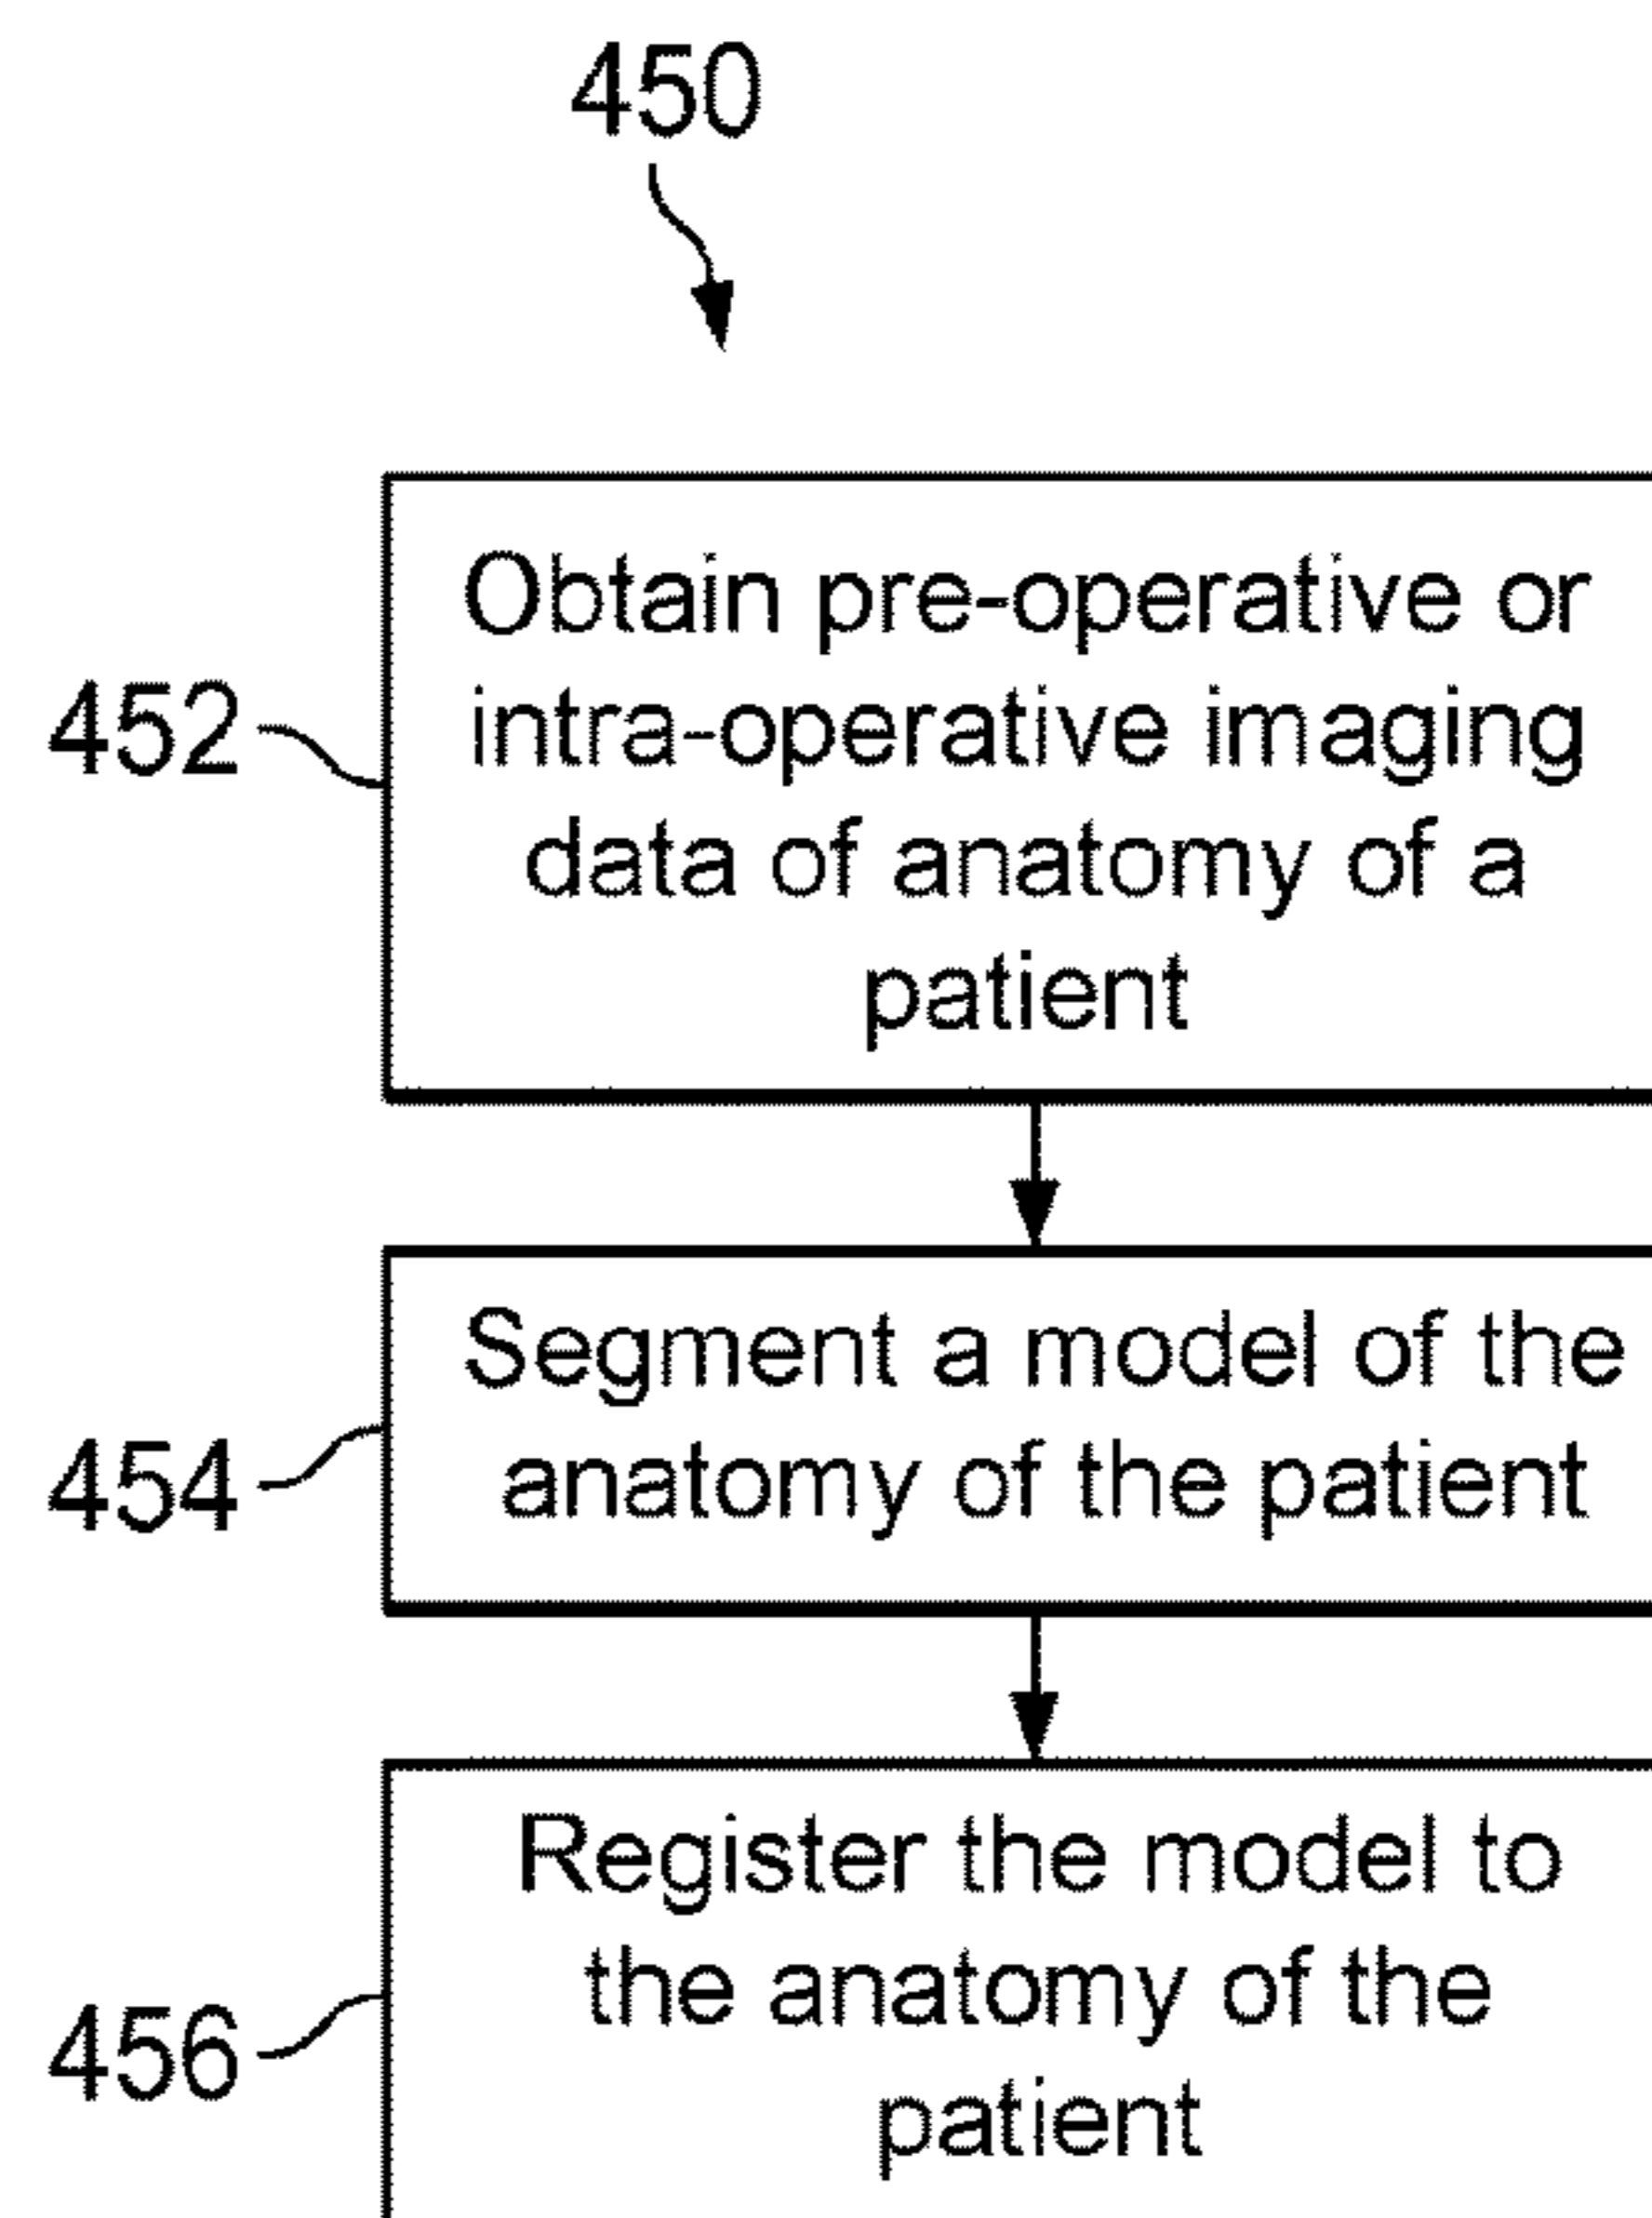 450
452
Obtain pre-operative or
intra-operative imaging
data of anatomy of a
patient
454
Segment a model of the
anatomy of the patient
456
Register the model to
the anatomy of the
patient